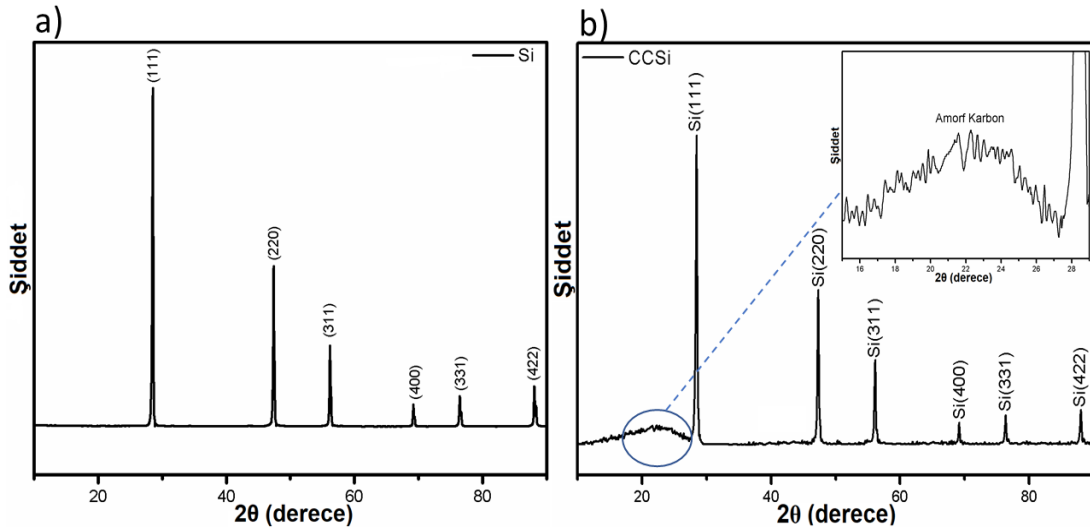 a)
Si
(111)
(220)
(311)
(400)
(331)
(422)
Şiddet
20
40
60
80
2θ (derece)
b)
CCSi
Si(111)
Si(220)
Si(311)
Si(400)
Si(331)
Si(422)
Şiddet
20
40
60
80
2θ (derece)
Amorf Karbon
Şiddet
16
18
20
22
24
26
28
2θ (derece)